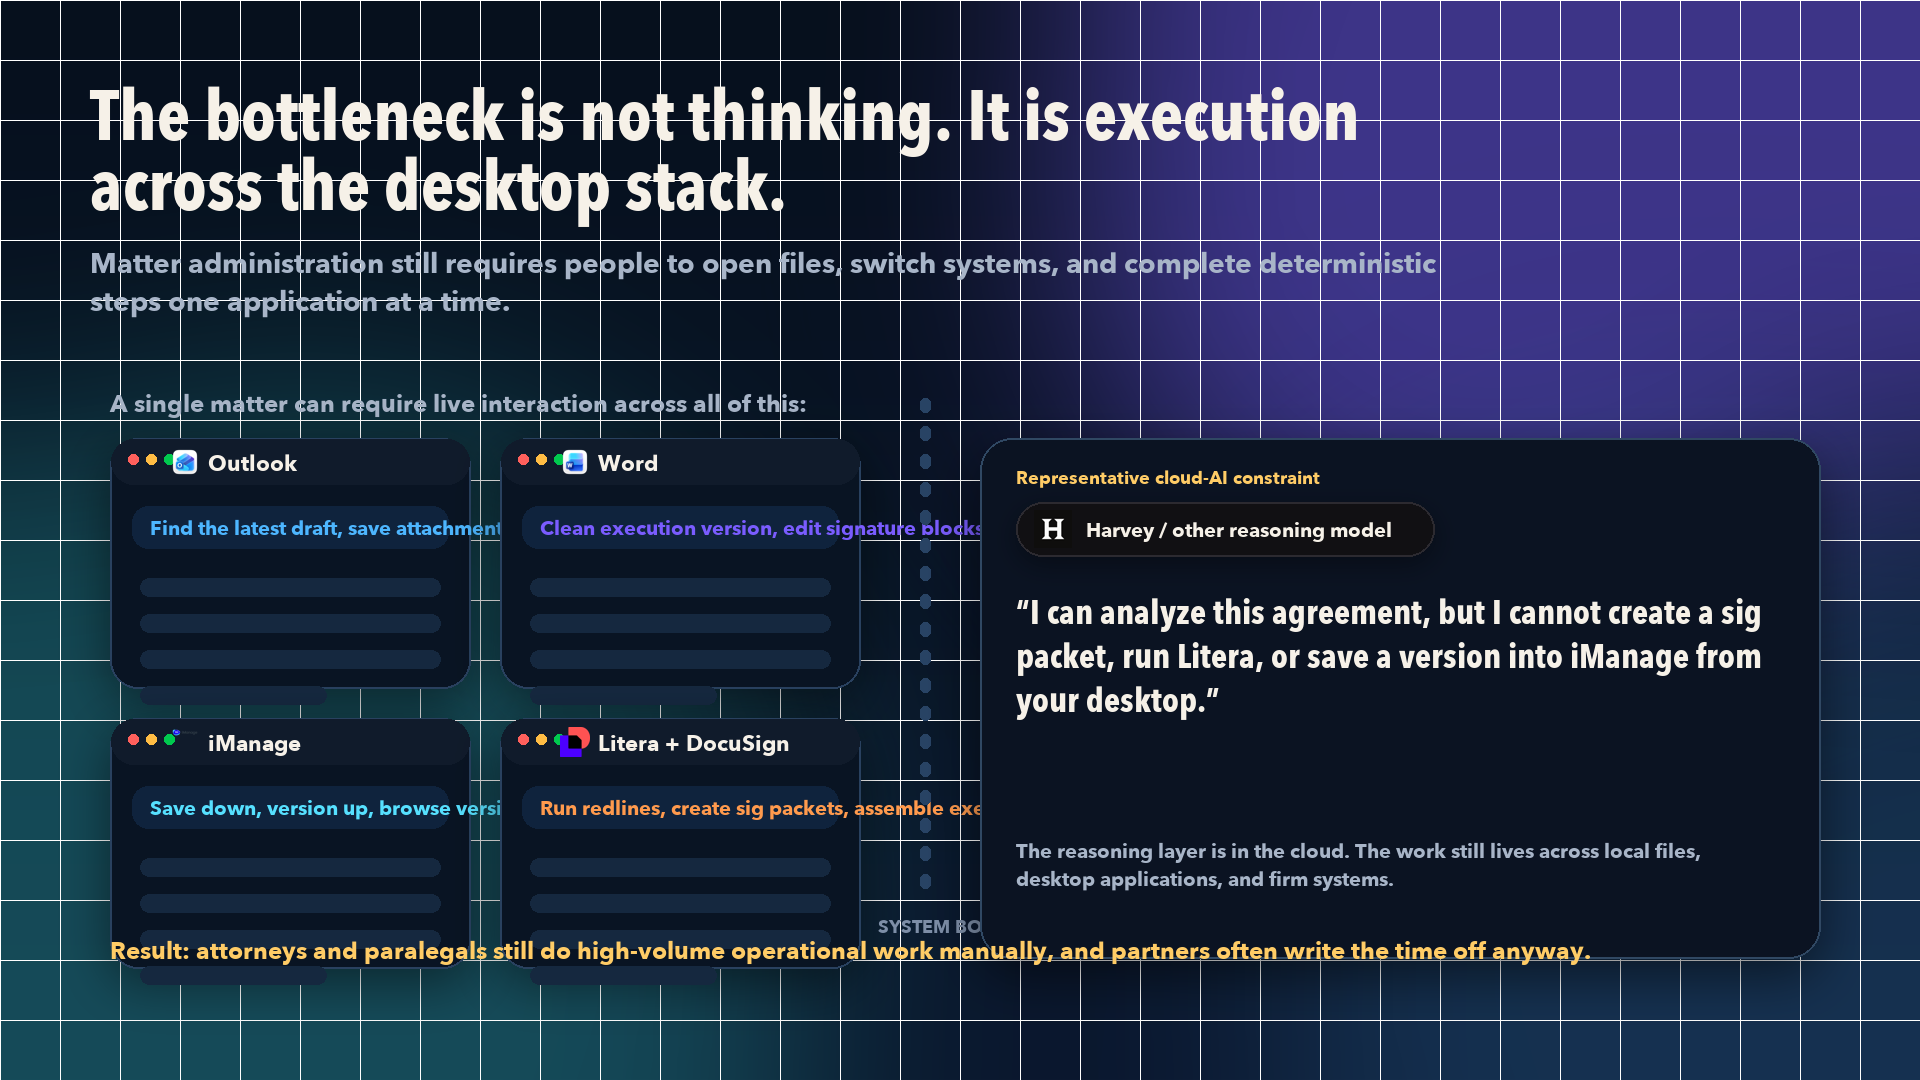 The bottleneck is not thinking. It is execution
across the desktop stack.
Matter administration still requires people to open files, switch systems, and complete deterministic
steps one application at a time.
A single matter can require live interaction across all of this:
Outlook
Find the latest draft, save attachment
Word
Clean execution version, edit signature blocks
iManage
Save down, version up, browse versi
Litera + DocuSign
Run redlines, create sig packets, assemble exe
SYSTEM BO
Representative cloud-AI constraint
H Harvey / other reasoning model
“I can analyze this agreement, but I cannot create a sig
packet, run Litera, or save a version into iManage from
your desktop.”
The reasoning layer is in the cloud. The work still lives across local files,
desktop applications, and firm systems.
Result: attorneys and paralegals still do high-volume operational work manually, and partners often write the time off anyway.